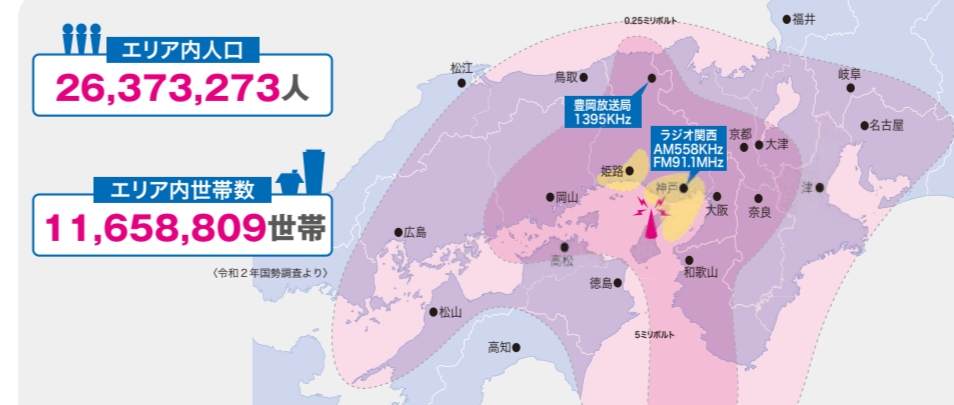 エリア内人口
26,373,273人
エリア内世帯数
11,658,809世帯
〈令和2年国勢調査より〉
0.25ミリボルト
福井
松江
鳥取
岐阜
豊岡放送局
1395KHz
名古屋
ラジオ関西
AM558KHz
FM91.1MHz
京都
大津
姫路
神戸
津
岡山
大阪
奈良
広島
高松
和歌山
徳島
松山
5ミリボルト
高知